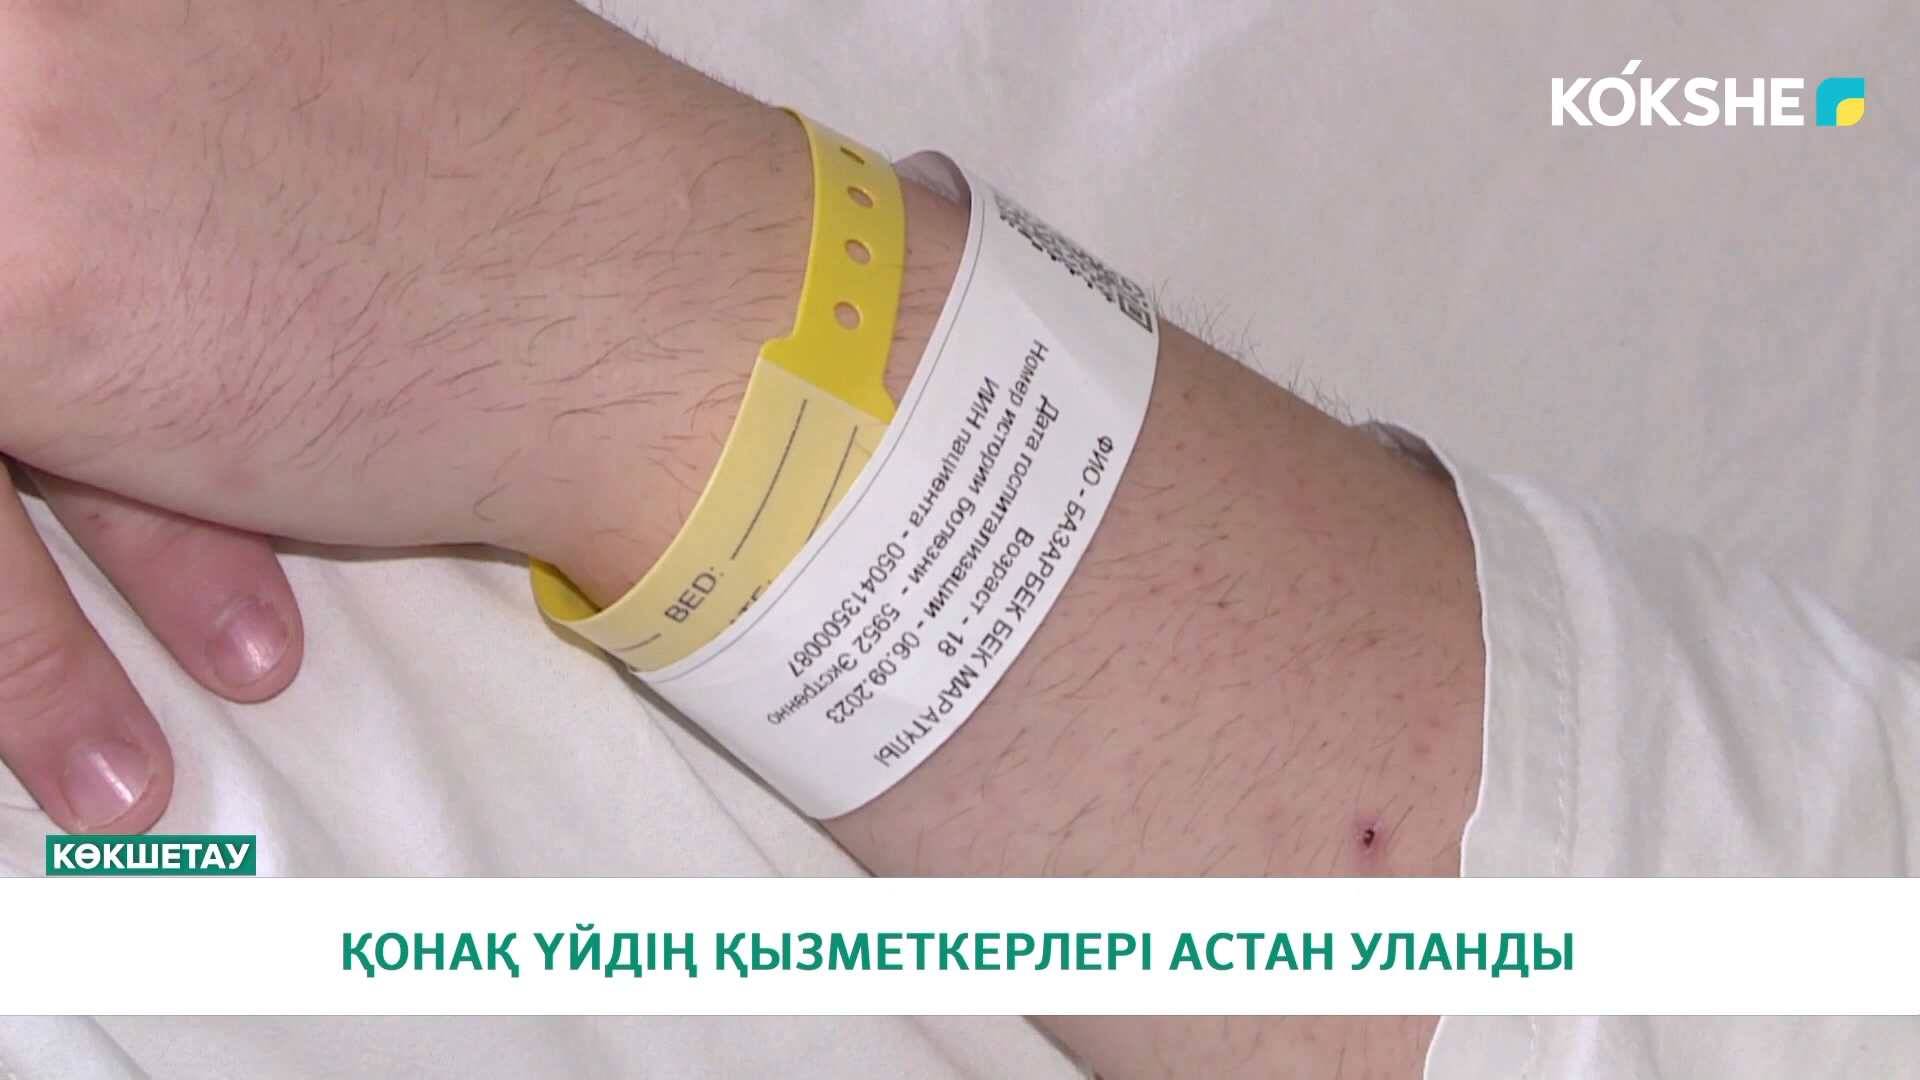 KÓKSHE
ФИО - БАЗАРБЕК БЕК МАРАТҰЛЫ
Возраст - 18
Дата госпитализации - 06.09.2023
Номер истории болезни - 5952 Экстренно
ИИН пациента - 050413500087
BED:
КӨКШЕТАУ
ҚОНАҚ ҮЙДІҢ ҚЫЗМЕТКЕРЛЕРІ АСТАН УЛАНДЫ